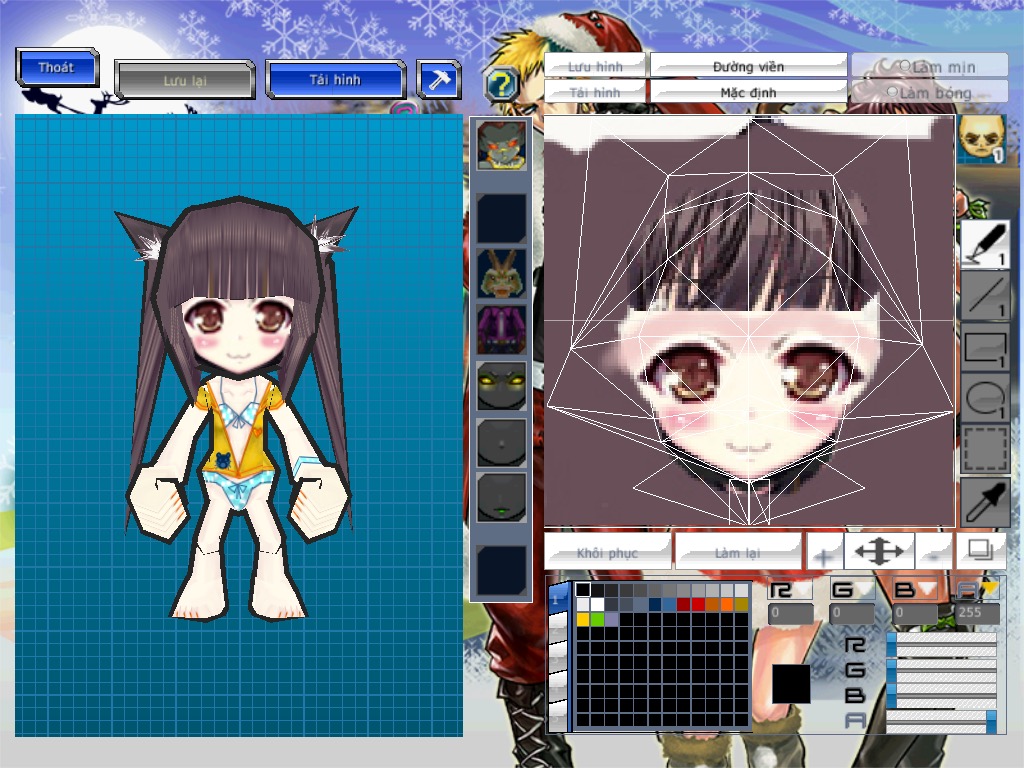 Thoát
Lưu lại
Tải hình
?
Lưu hình
Đường viền
Làm mịn
Tải hình
Mặc định
Làm bóng
1
1
1
1
1
Khôi phục
Làm lại
1
R G B A
0 0 0 255
R
G
B
A